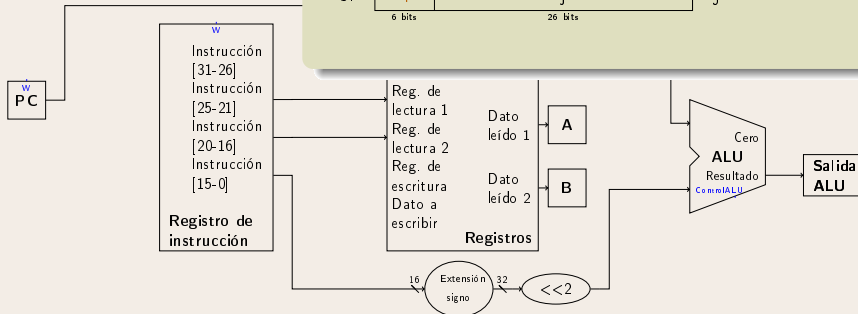 6 bits
26 bits
W
Instrucción
[31-26]
Instrucción
[25-21]
Instrucción
[20-16]
Instrucción
[15-0]
Registro de
instrucción
W
PC
Reg. de
lectura 1
Reg. de
lectura 2
Reg. de
escritura
Dato a
escribir
Dato
leído 1
Dato
leído 2
Registros
A
B
Cero
ALU
Resultado
ControlALU
Salida
ALU
16
Extensión
signo
32
<<2